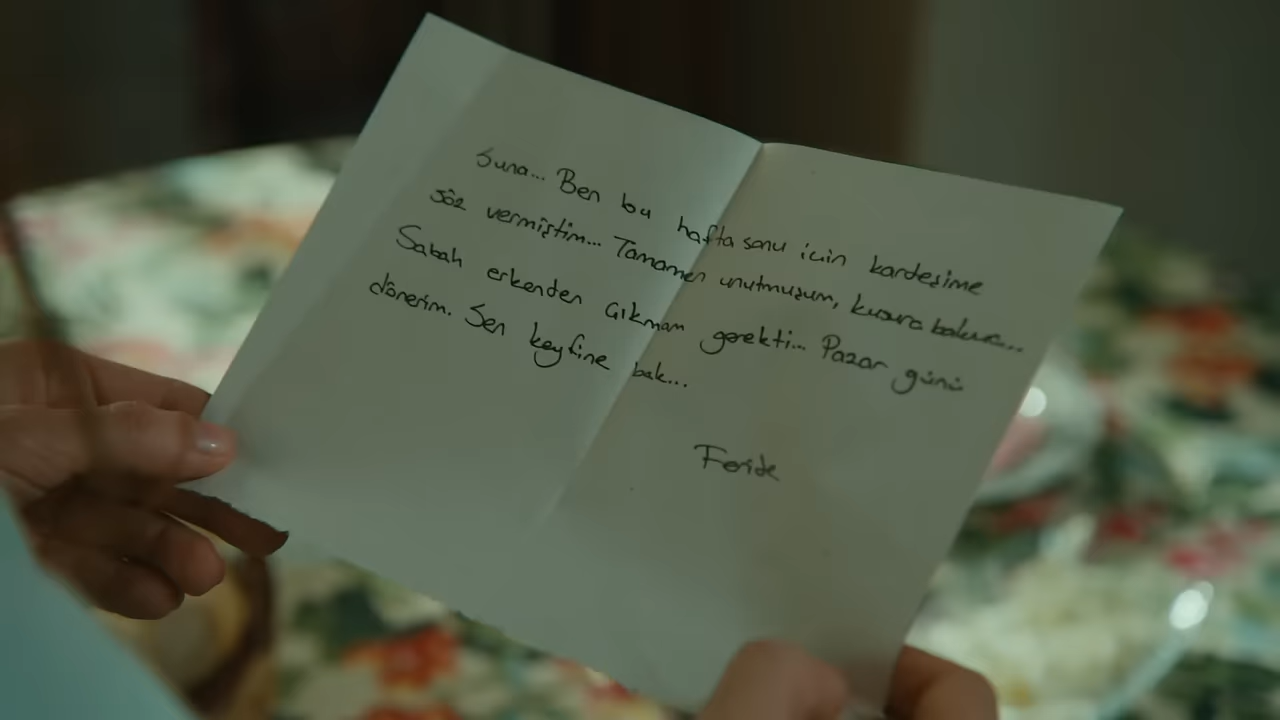 Suna... Ben bu hafta sonu için kardeşime
söz vermiştim... Tamamen unutmuşum, kusura bakma...
Sabah erkenden çıkmam gerekti... Pazar günü
dönerim. Sen keyfine bak...
Feride